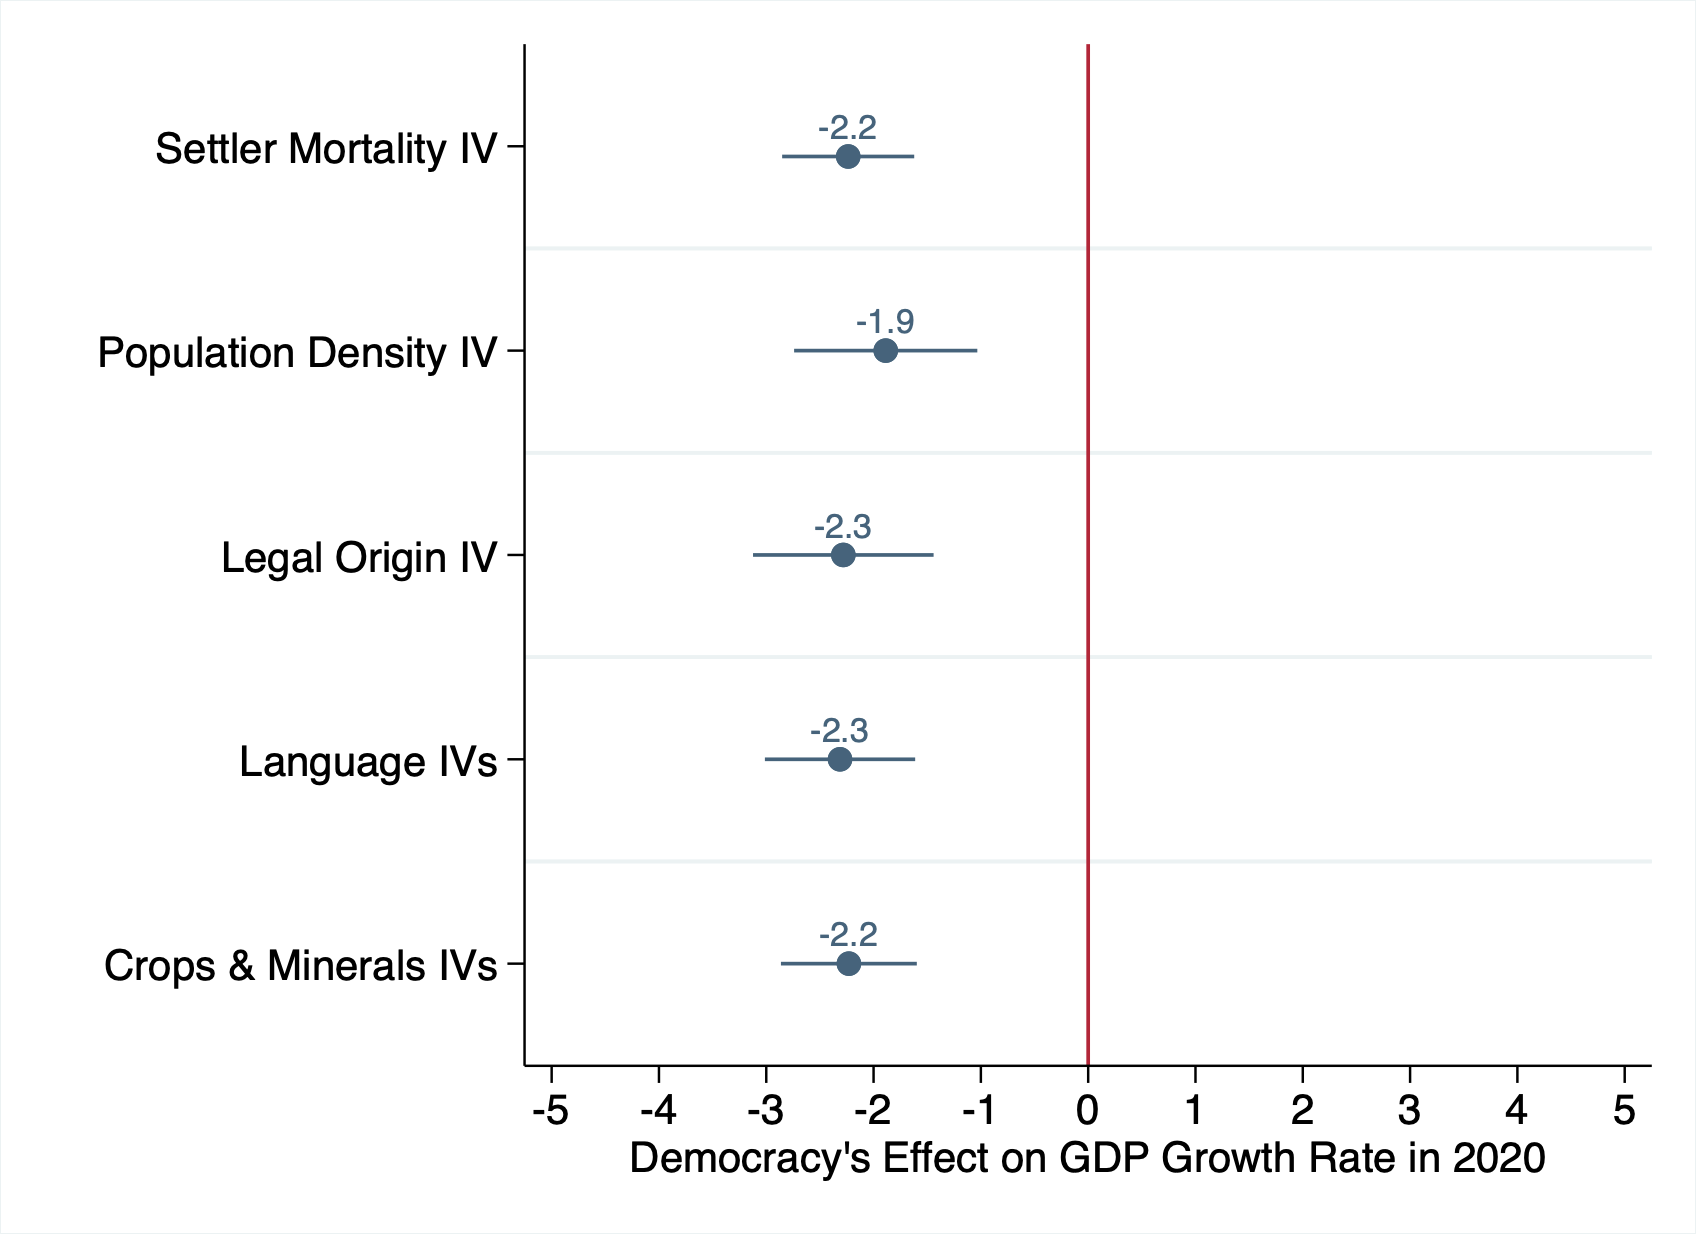 Settler Mortality IV
-2.2
Population Density IV
-1.9
Legal Origin IV
-2.3
Language IVs
-2.3
Crops & Minerals IVs
-2.2
-5 -4 -3 -2 -1 0 1 2 3 4 5
Democracy's Effect on GDP Growth Rate in 2020